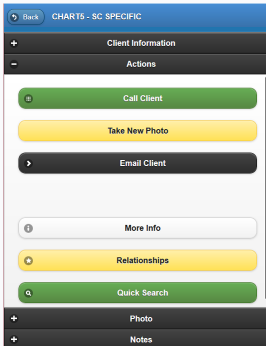 Back CHART5 - SC SPECIFIC
Client Information
Actions
Call Client
Take New Photo
Email Client
More Info
Relationships
Quick Search
Photo
Notes